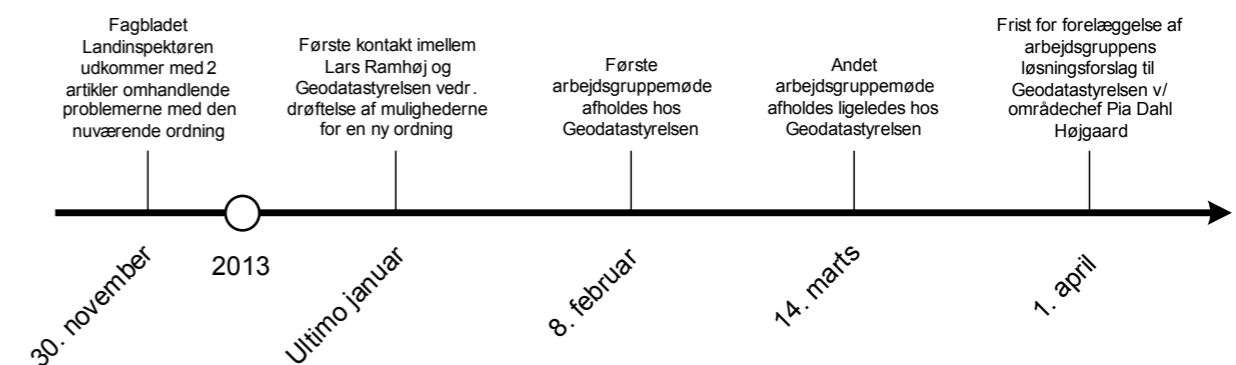 Fagbladet
Landinspektøren
udkommer med 2
artikler omhandlende
problemerne med den
nuværende ordning
Første kontakt imellem
Lars Ramhøj og
Geodatastyrelsen vedr.
drøftelse af mulighederne
for en ny ordning
Første
arbejdsgruppemøde
afholdes hos
Geodatastyrelsen
Andet
arbejdsgruppemøde
afholdes ligeledes hos
Geodatastyrelsen
Frist for forelæggelse af
arbejdsgruppens
løsningsforslag til
Geodatastyrelsen v/
områdechef Pia Dahl
Højgaard
30. november
2013
Ultimo januar
8. februar
14. marts
1. april